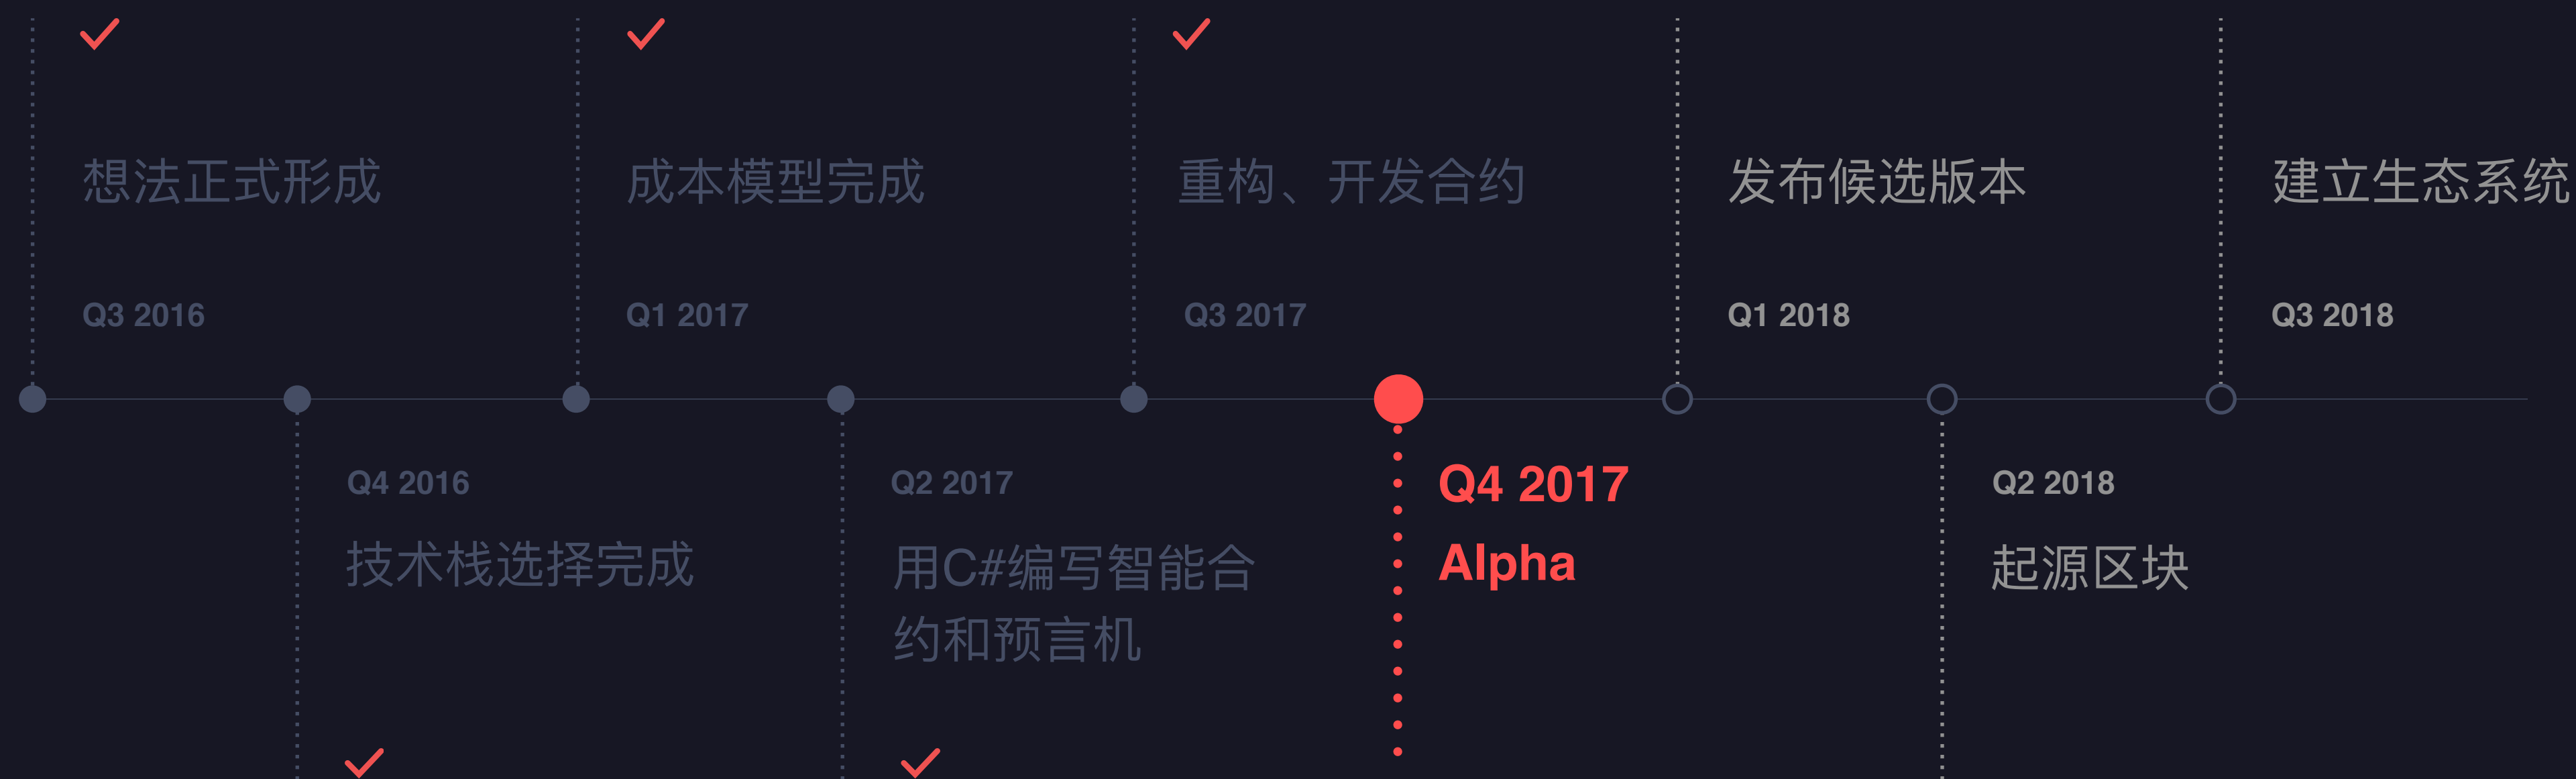 想法正式形成
成本模型完成
重构、开发合约
发布候选版本
建立生态系统
Q3 2016
Q1 2017
Q3 2017
Q1 2018
Q3 2018
Q4 2016
技术栈选择完成
Q2 2017
用C#编写智能合
约和预言机
Q4 2017
Alpha
Q2 2018
起源区块